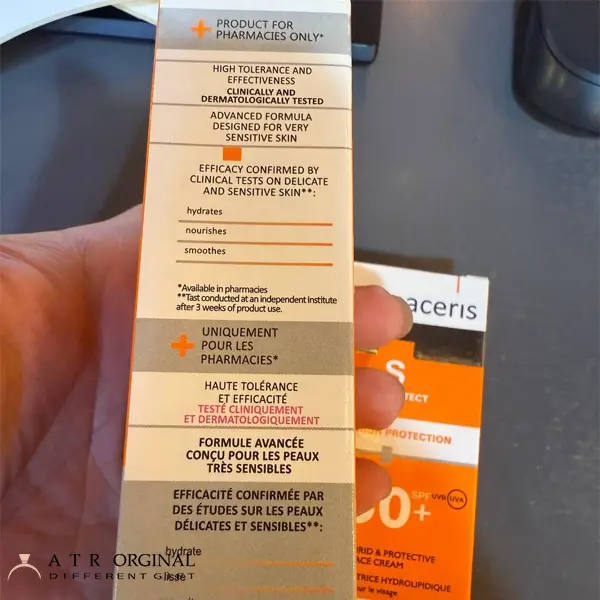 PRODUCT FOR
PHARMACIES ONLY*
HIGH TOLERANCE AND
EFFECTIVENESS
CLINICALLY AND
DERMATOLOGICALLY TESTED
ADVANCED FORMULA
DESIGNED FOR VERY
SENSITIVE SKIN
EFFICACY CONFIRMED BY
CLINICAL TESTS ON DELICATE
AND SENSITIVE SKIN**:
hydrates
nourishes
smoothes
*Available in pharmacies
**Tast conducted at an independent Institute
after 3 weeks of product use.
UNIQUEMENT
POUR LES
PHARMACIES*
HAUTE TOLÉRANCE
ET EFFICACITÉ
TESTÉ CLINIQUEMENT
ET DERMATOLOGIQUEMENT
FORMULE AVANCÉE
CONÇU POUR LES PEAUX
TRÈS SENSIBLES
EFFICACITÉ CONFIRMÉE PAR
DES ÉTUDES SUR LES PEAUX
DÉLICATES ET SENSIBLES**:
hydrate
lisse
aceris
S
TECT
PROTECTION
0+ SPF UVB UVA
RID & PROTECTIVE
ACE CREAM
TRICE HYDROLIPIDIQUE
ur le visage
A T R ORGINAL
DIFFERENT GIFT